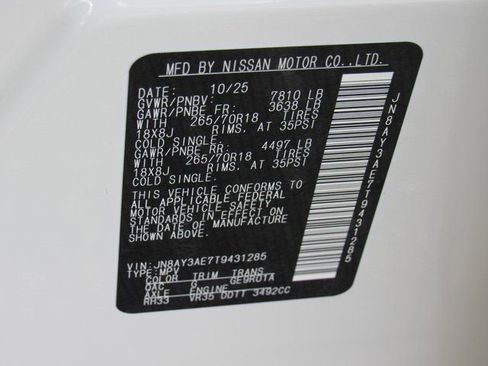 MFD BY NISSAN MOTOR CO.,LTD.
DATE: 10/25
GVWR/PNBV: 7810 LB
GAWR/PNBE FR: 3638 LB
WITH 265/70R18 TIRES
18X8J RIMS, AT 35PSI
COLD SINGLE.
GAWR/PNBE RR: 4497 LB
WITH 265/70R18 TIRES
18X8J RIMS, AT 35PSI
COLD SINGLE.
THIS VEHICLE CONFORMS TO
ALL APPLICABLE FEDERAL
MOTOR VEHICLE SAFETY
STANDARDS IN EFFECT ON
THE DATE OF MANUFACTURE
SHOWN ABOVE.
VIN: JN8AY3AE7T9431285
TYPE: MPV
COLOR TRIM TRANS
QAC G GE9R01A
AXLE ENGINE
RH33 VR35 DDTT 3492CC
JN8AY3AE7T9431285